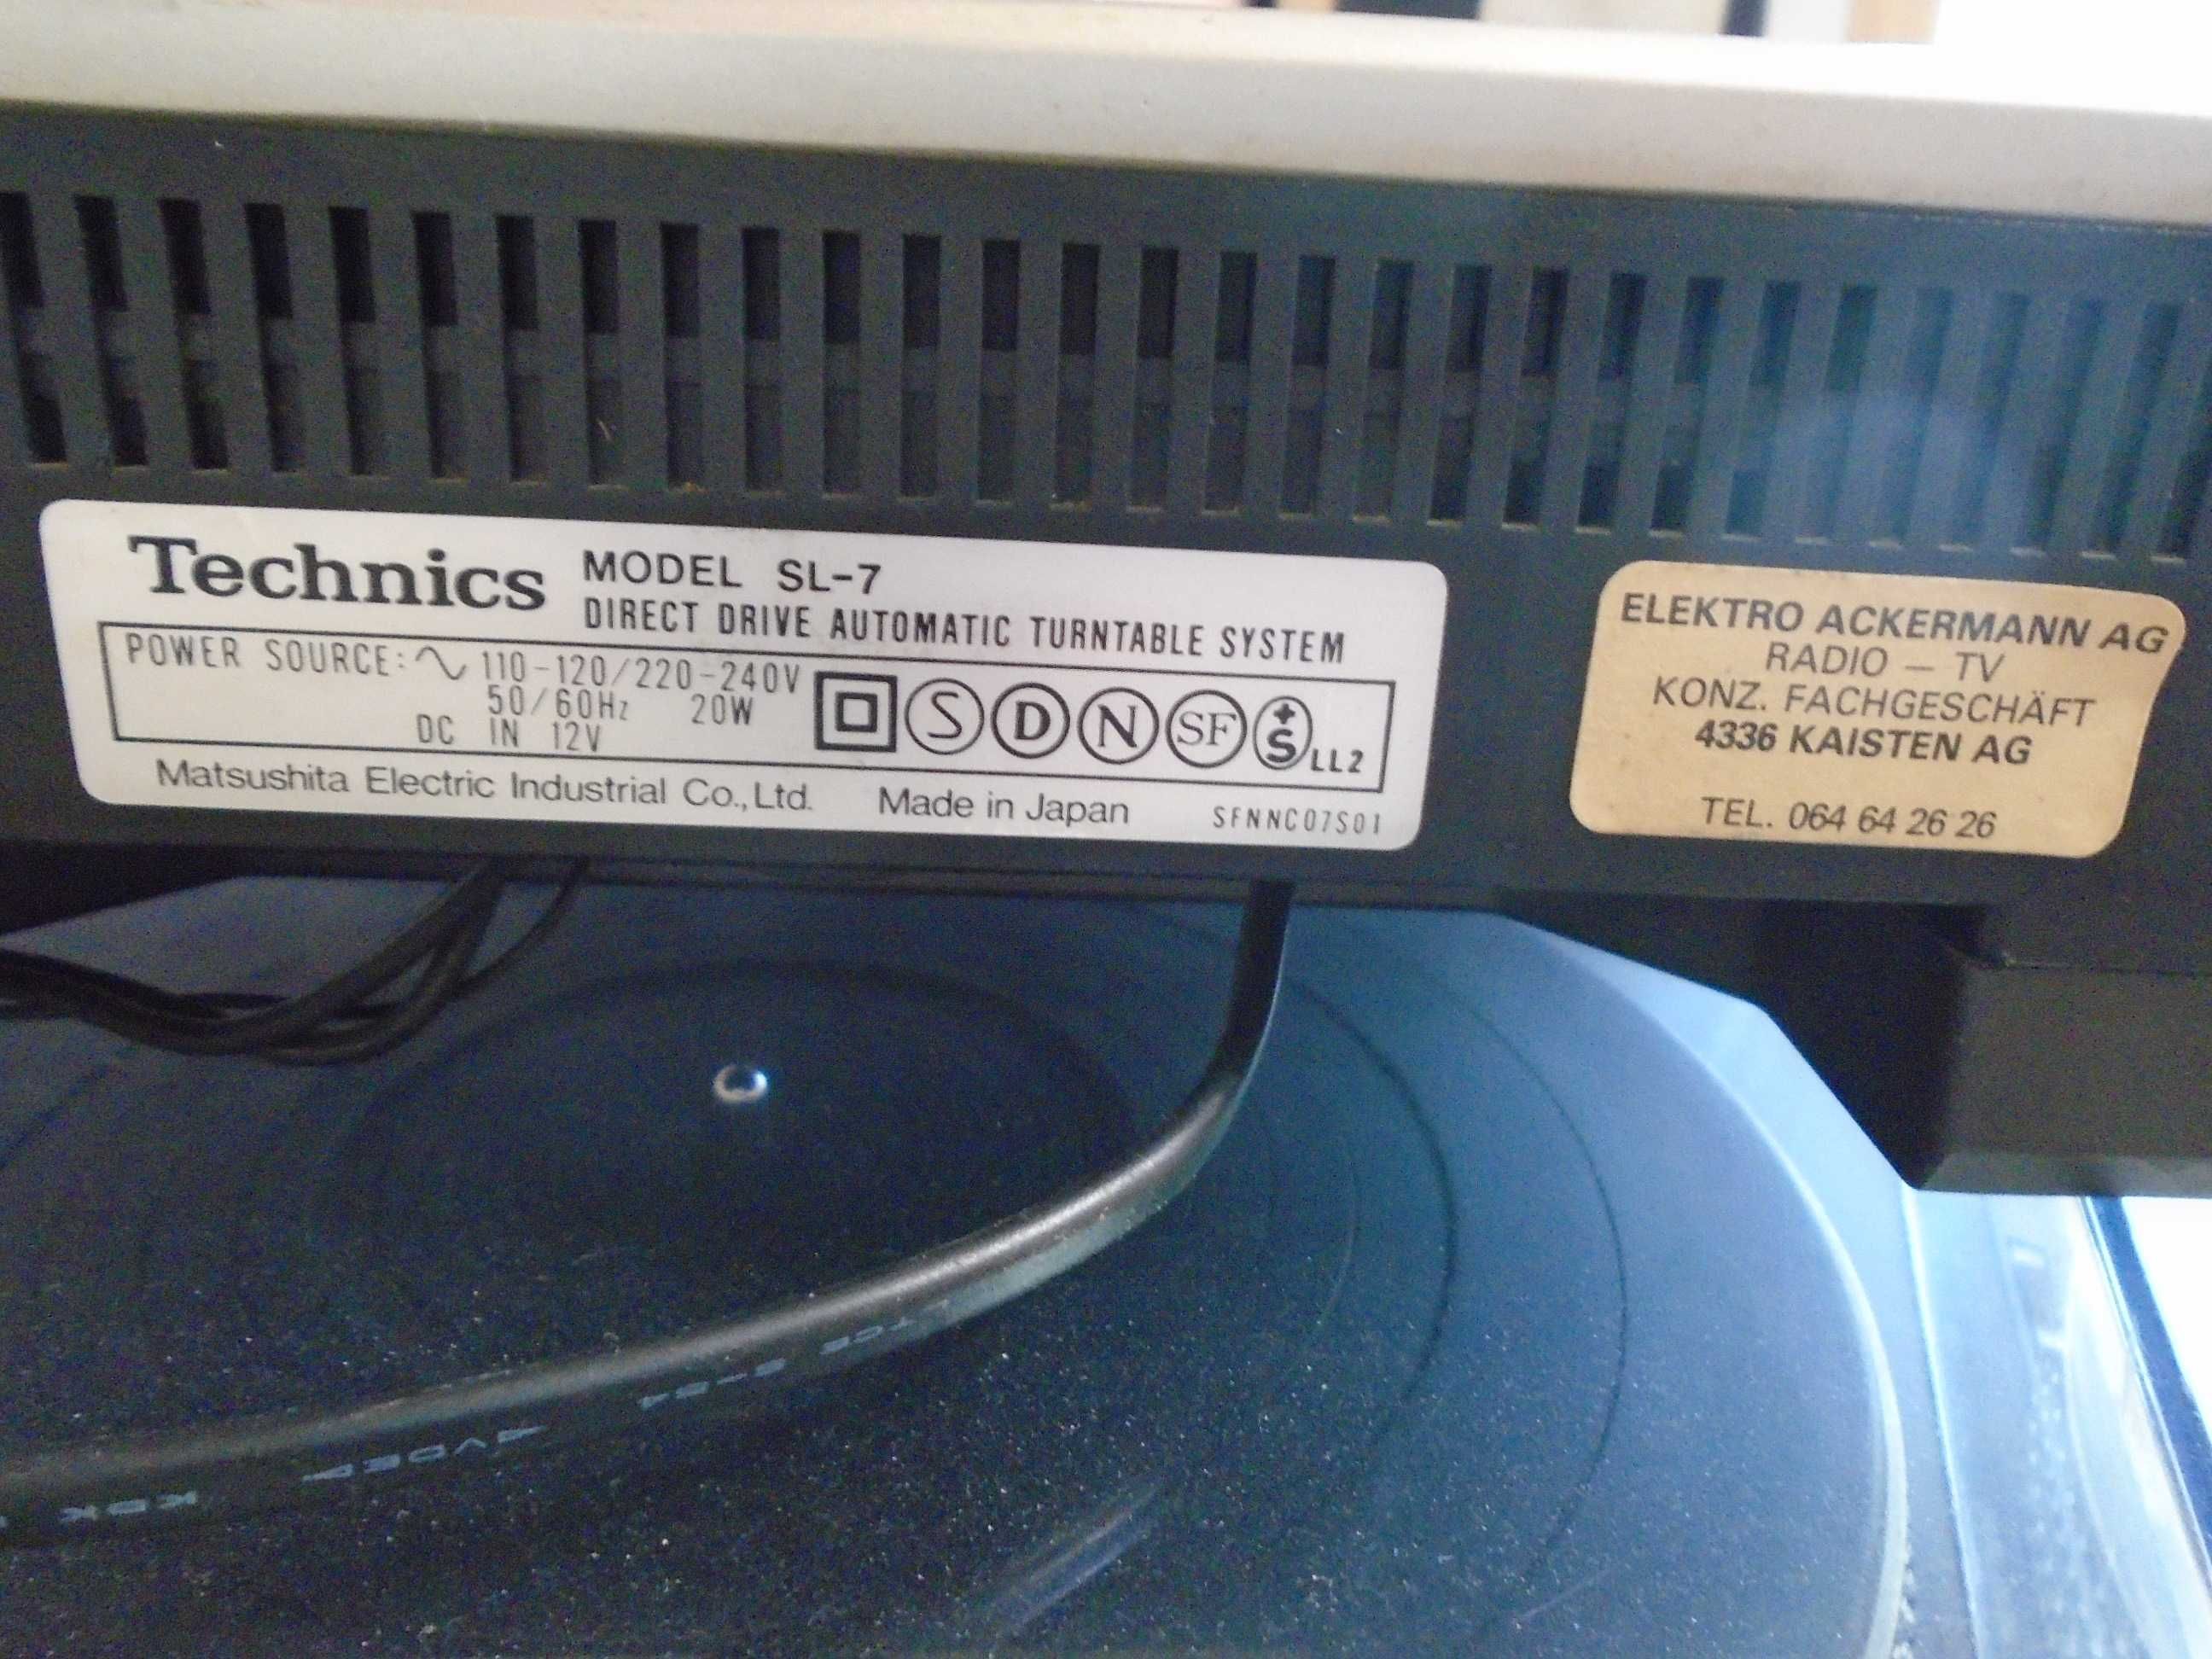 Technics MODEL SL-7
DIRECT DRIVE AUTOMATIC TURNTABLE SYSTEM
POWER SOURCE: ∿ 110-120/220-240V
50/60Hz 20W
DC IN 12V
S D N SF +S LL2
Matsushita Electric Industrial Co., Ltd. Made in Japan SFNNC07S01
ELEKTRO ACKERMANN AG
RADIO – TV
KONZ. FACHGESCHÄFT
4336 KAISTEN AG
TEL. 064 64 26 26
KDK